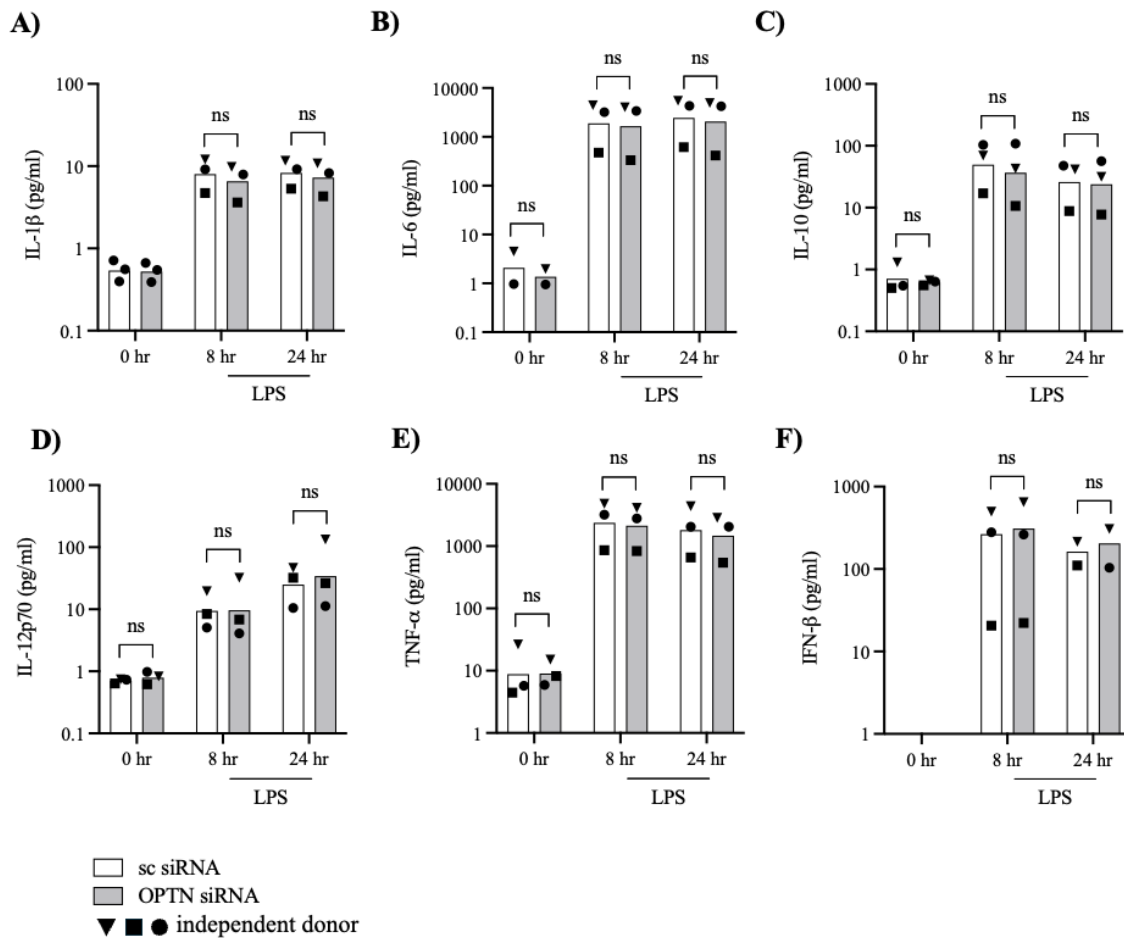 A)
IL-1β (pg/ml)
100
10
1
0.1
ns
ns
0 hr
8 hr
24 hr
LPS
B)
IL-6 (pg/ml)
10000
1000
100
10
1
0.1
ns
ns
ns
0 hr
8 hr
24 hr
LPS
C)
IL-10 (pg/ml)
1000
100
10
1
0.1
ns
ns
ns
0 hr
8 hr
24 hr
LPS
D)
IL-12p70 (pg/ml)
1000
100
10
1
0.1
ns
ns
ns
0 hr
8 hr
24 hr
LPS
E)
TNF-α (pg/ml)
10000
1000
100
10
1
ns
ns
ns
0 hr
8 hr
24 hr
LPS
F)
IFN-β (pg/ml)
1000
100
10
1
ns
ns
0 hr
8 hr
24 hr
LPS
sc siRNA
OPTN siRNA
independent donor